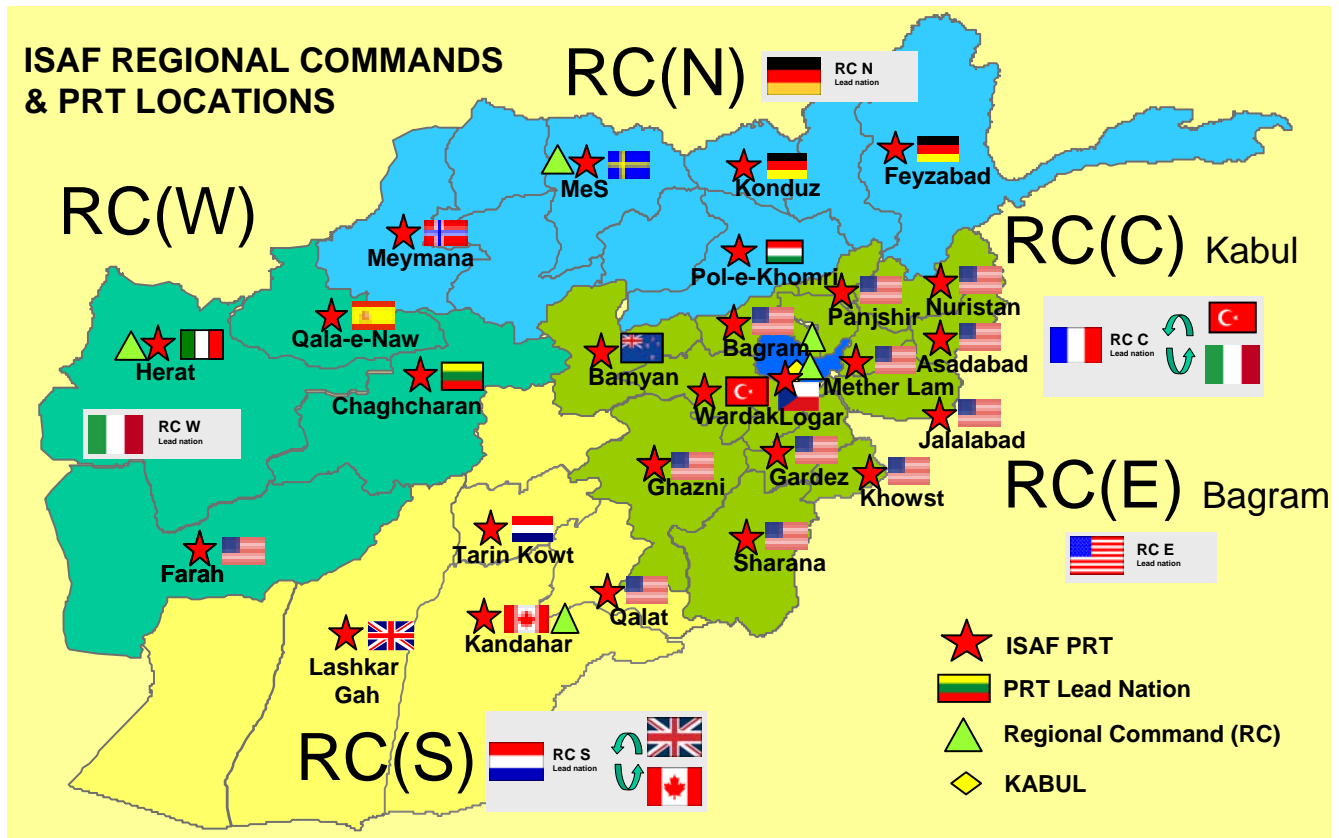 ISAF REGIONAL COMMANDS
& PRT LOCATIONS
RC(N)
RC N
Lead nation
Feyzabad
MeS
Konduz
RC(W)
RC(C) Kabul
Meymana
Pol-e-Khomri
Nuristan
Panjshir
RC C
Lead nation
Qala-e-Naw
Bagram
Asadabad
Herat
Bamyan
Mether Lam
Chaghcharan
Wardak
Logar
RC W
Lead nation
Jalalabad
Gardez
Ghazni
Khowst
RC(E) Bagram
Tarin Kowt
Sharana
RC E
Lead nation
Farah
Qalat
Kandahar
ISAF PRT
Lashkar
Gah
PRT Lead Nation
RC(S)
RC S
Lead nation
Regional Command (RC)
KABUL